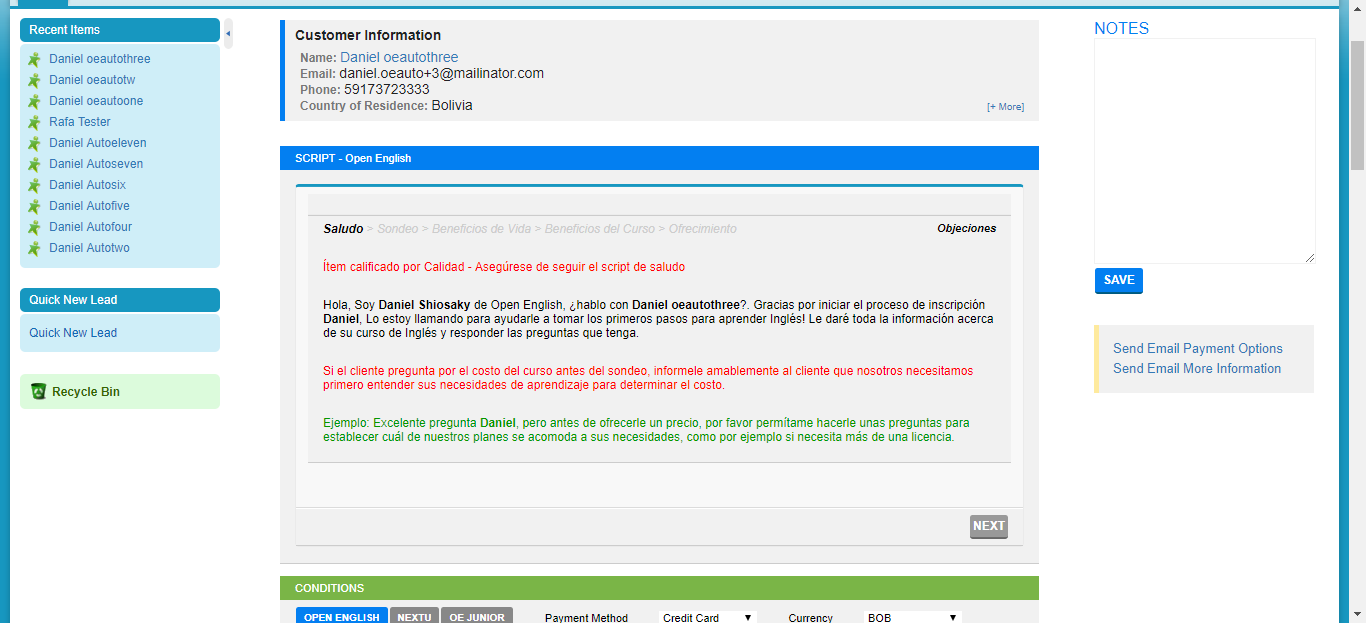 Recent Items
Daniel oeautothree
Daniel oeautotw
Daniel oeautoone
Rafa Tester
Daniel Autoeleven
Daniel Autoseven
Daniel Autosix
Daniel Autofive
Daniel Autofour
Daniel Autotwo
Quick New Lead
Quick New Lead
Recycle Bin
Customer Information
Name: Daniel oeautothree
Email: daniel.oeauto+3@mailinator.com
Phone: 59173723333
Country of Residence: Bolivia
[+ More]
SCRIPT - Open English
Saludo > Sondeo > Beneficios de Vida > Beneficios del Curso > Ofrecimiento
Objeciones
Ítem calificado por Calidad - Asegúrese de seguir el script de saludo
Hola, Soy Daniel Shiosaky de Open English, ¿hablo con Daniel oeautothree?. Gracias por iniciar el proceso de inscripción
Daniel, Lo estoy llamando para ayudarle a tomar los primeros pasos para aprender Inglés! Le daré toda la información acerca
de su curso de Inglés y responder las preguntas que tenga.
Si el cliente pregunta por el costo del curso antes del sondeo, informele amablemente al cliente que nosotros necesitamos
primero entender sus necesidades de aprendizaje para determinar el costo.
Ejemplo: Excelente pregunta Daniel, pero antes de ofrecerle un precio, por favor permítame hacerle unas preguntas para
establecer cuál de nuestros planes se acomoda a sus necesidades, como por ejemplo si necesita más de una licencia.
NEXT
CONDITIONS
OPEN ENGLISH NEXTU OE JUNIOR Payment Method Credit Card Currency BOB
NOTES
SAVE
Send Email Payment Options
Send Email More Information